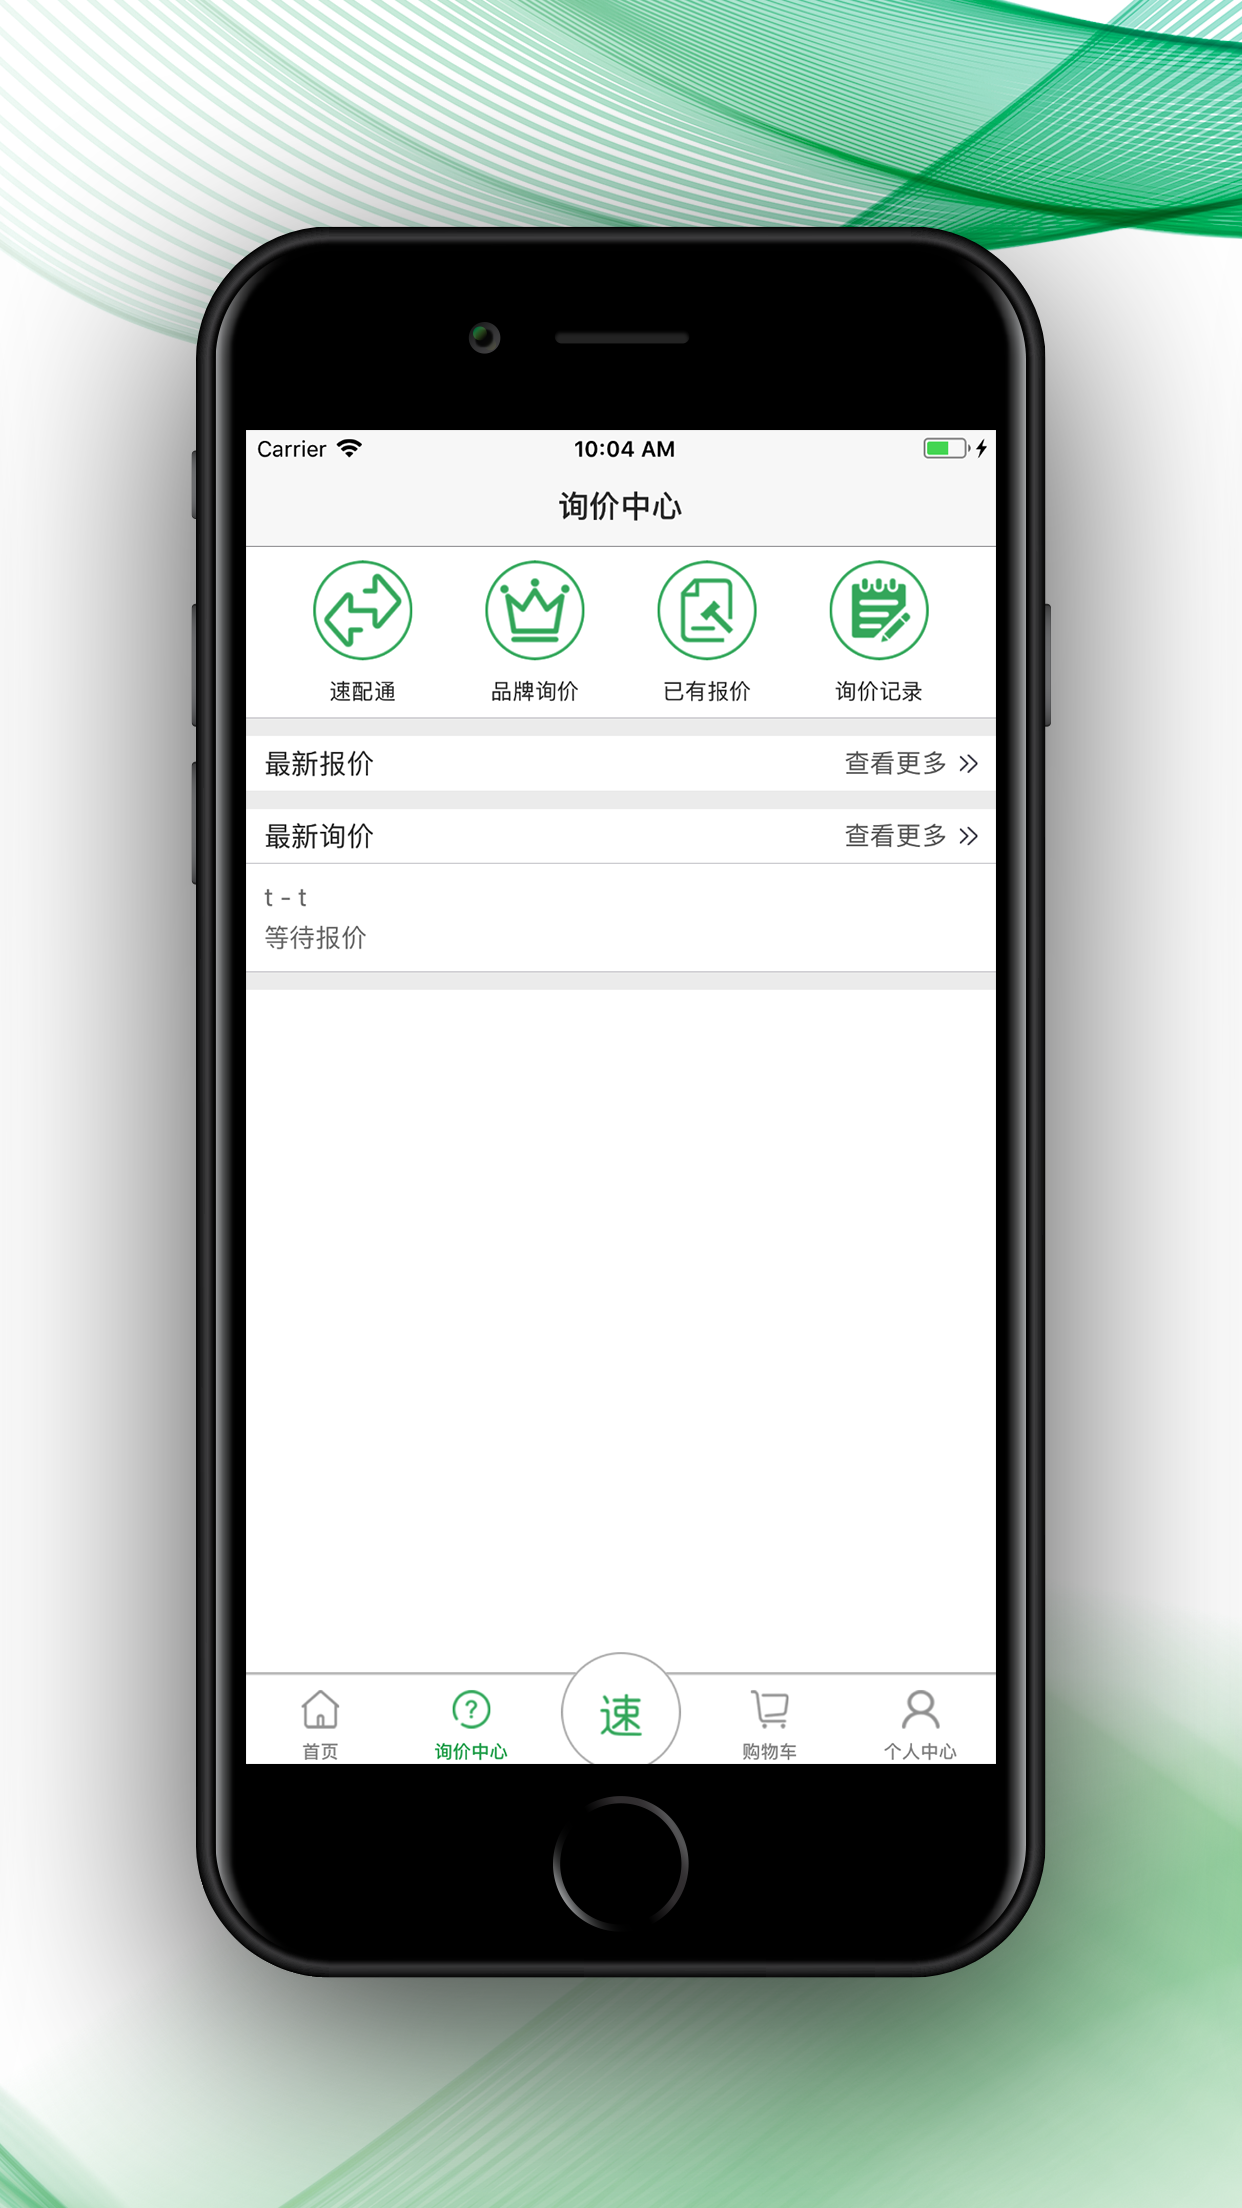 Carrier 10:04 AM
询价中心
速配通 品牌询价 已有报价 询价记录
最新报价 查看更多
最新询价 查看更多
t - t
等待报价
速
首页 询价中心 购物车 个人中心